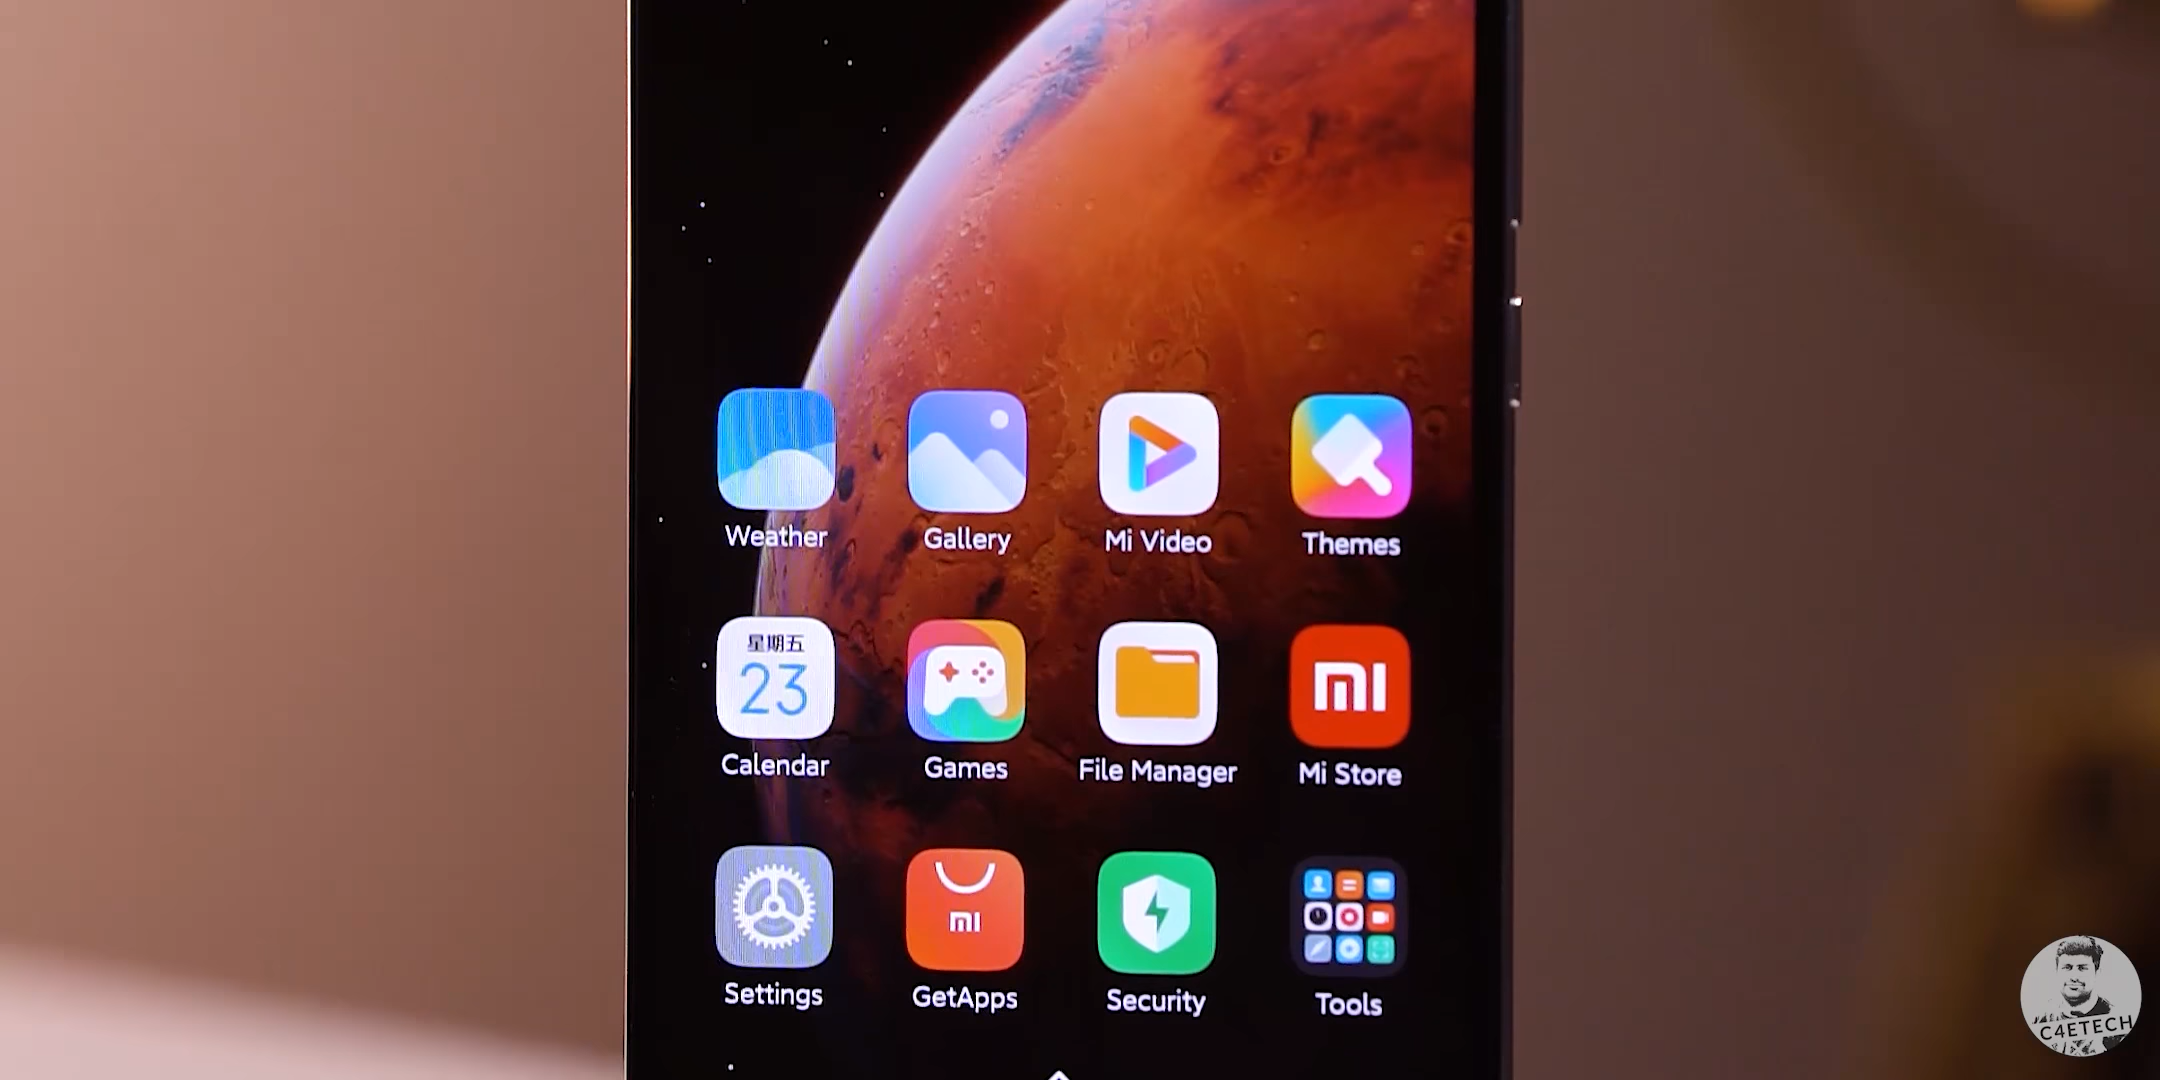 Weather
Gallery
Mi Video
Themes
星期五
23
Calendar
Games
File Manager
mi
Mi Store
Settings
mi
GetApps
Security
Tools
C4ETECH